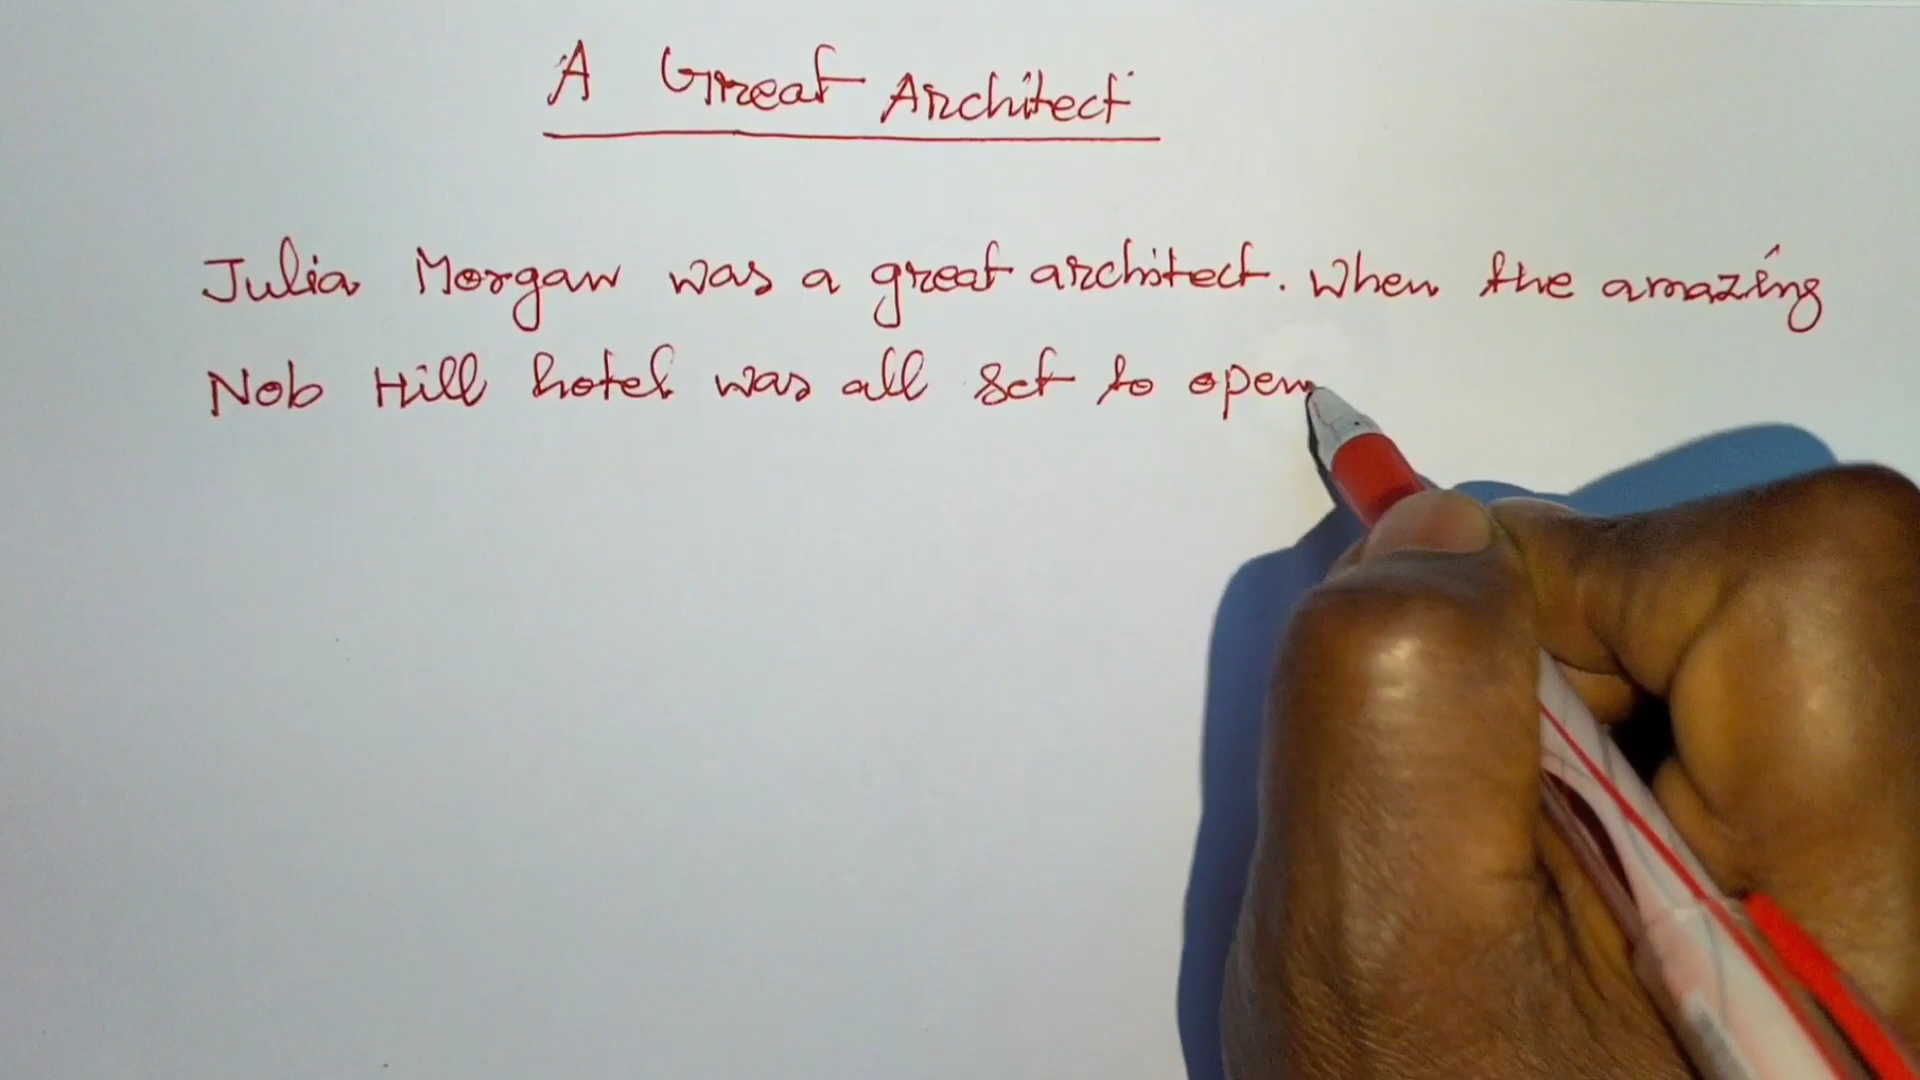 A Great Architect
Julia Morgan was a great architect. When the amazing
Nob Hill hotel was all set to open